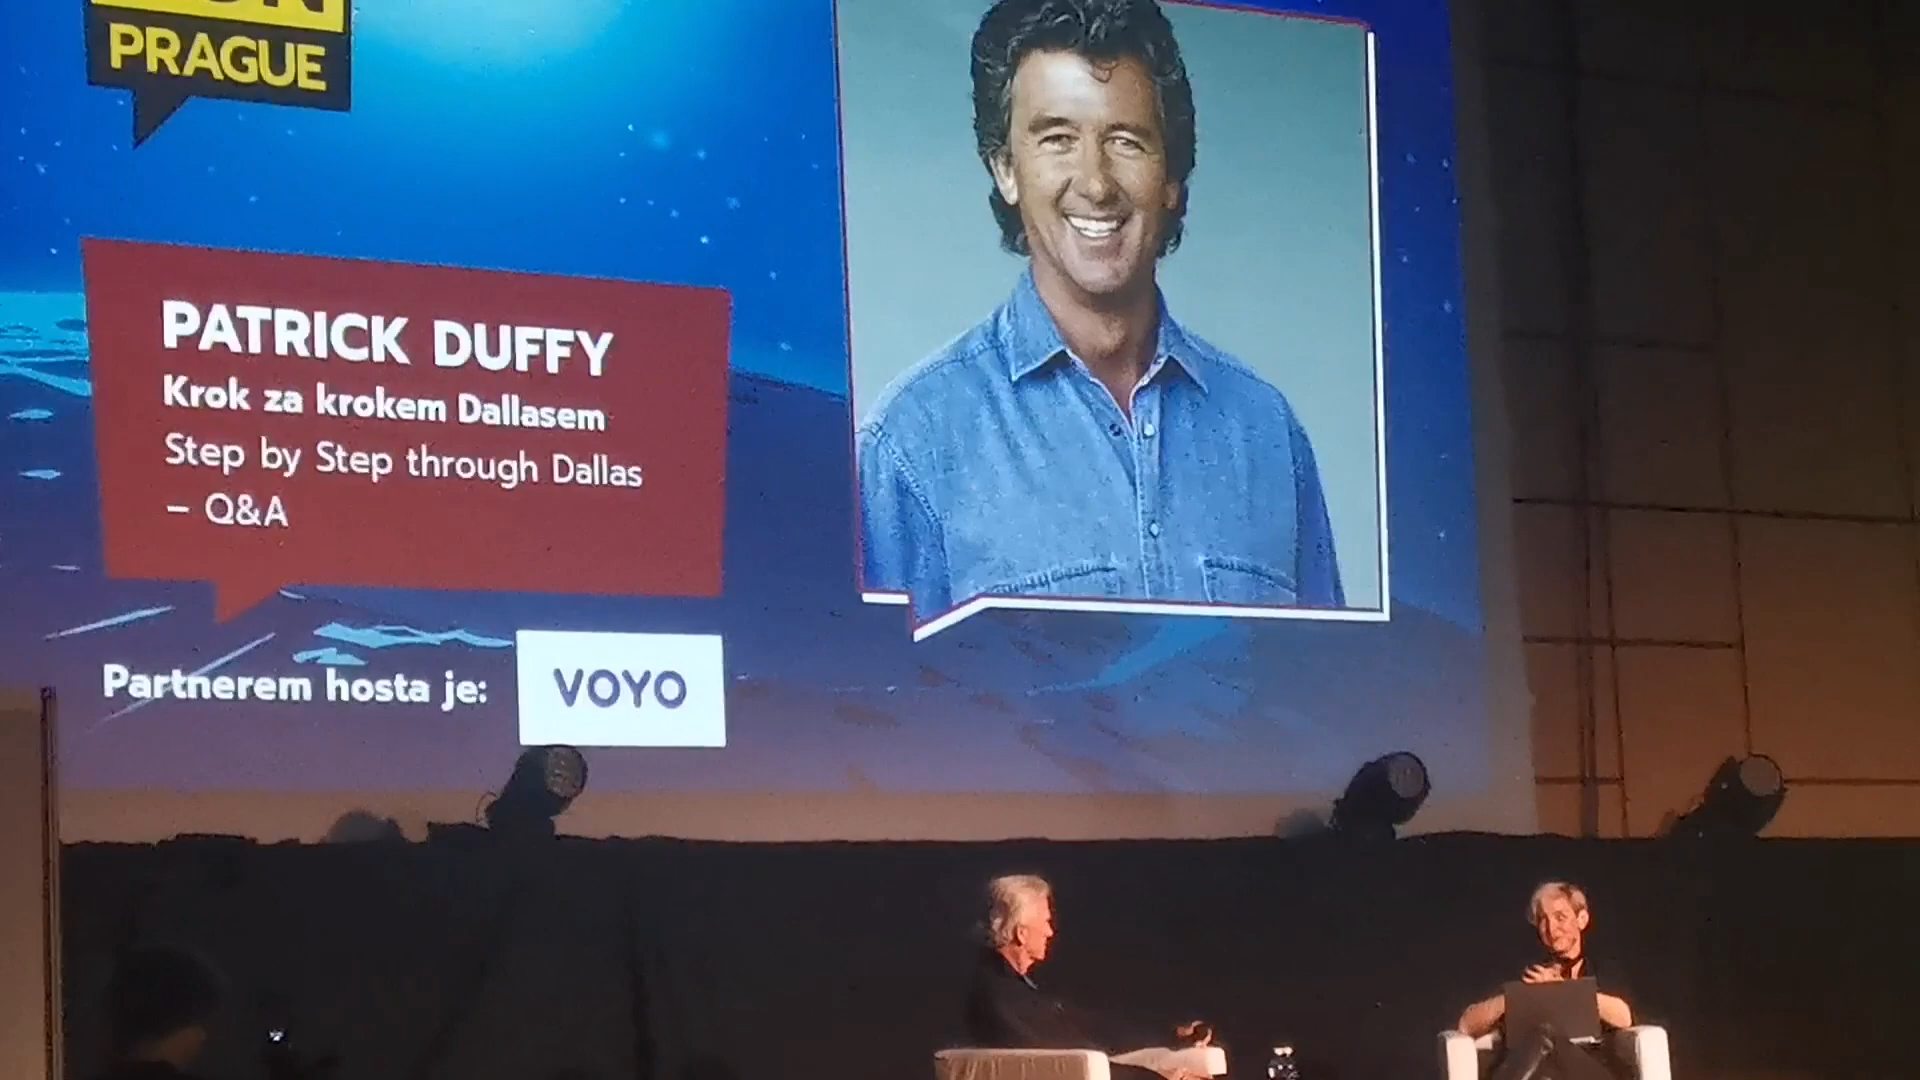 PRAGUE
PATRICK DUFFY
Krok za krokem Dallasem
Step by Step through Dallas
– Q&A
Partnerem hosta je:
VOYO